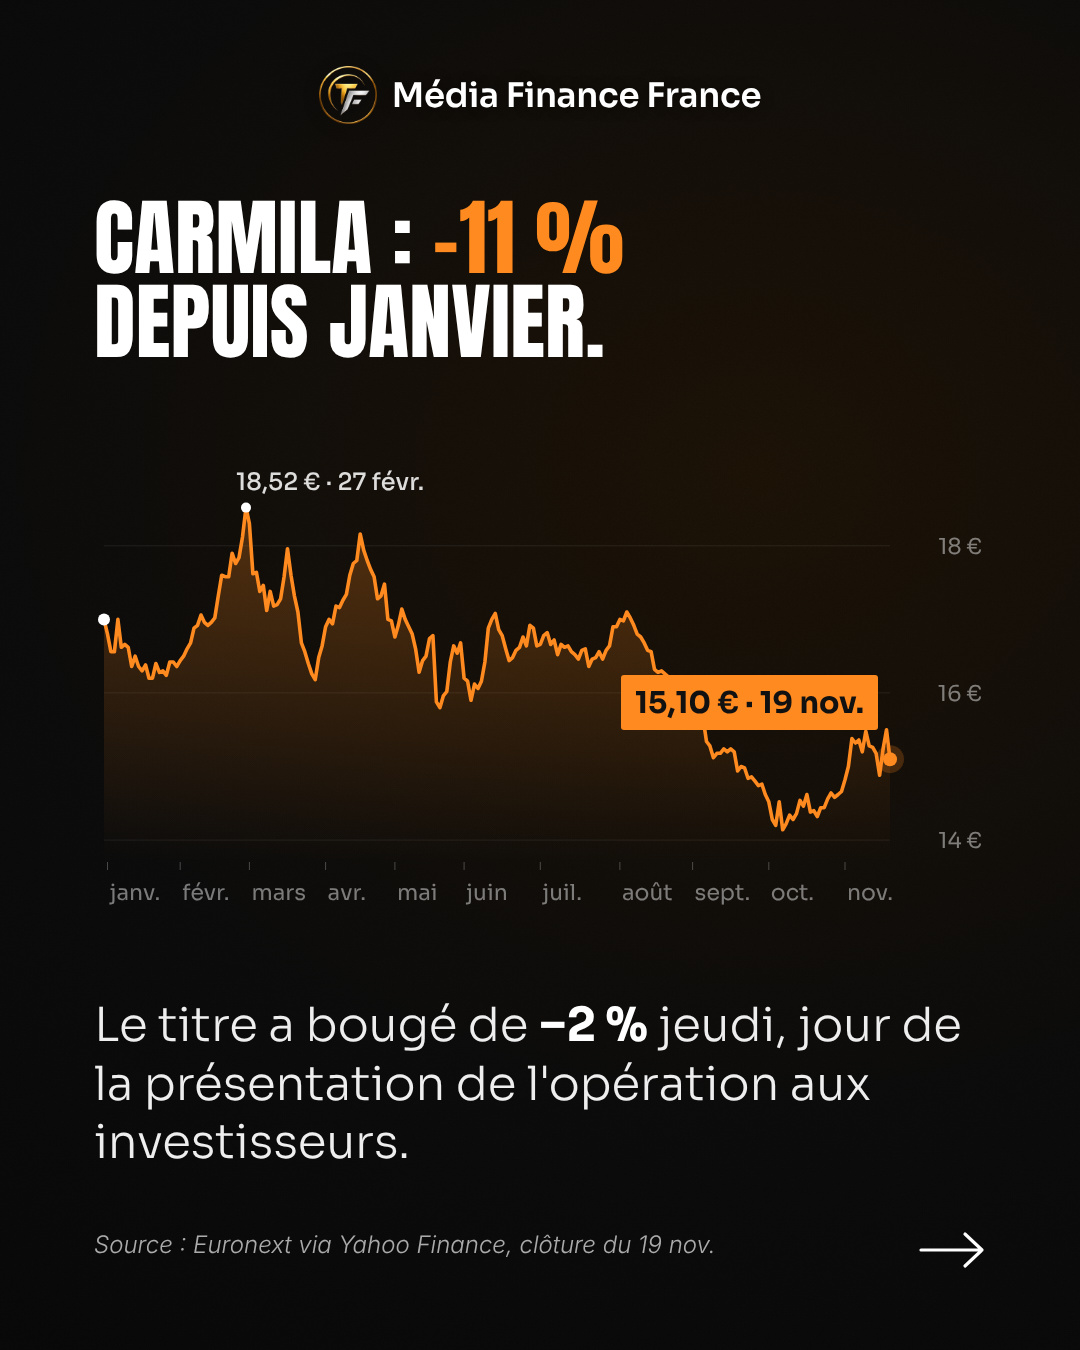 TF
Média Finance France
CARMILA : -11 %
DEPUIS JANVIER.
18,52 € · 27 févr.
18 €
15,10 € · 19 nov.
16 €
14 €
janv. févr. mars avr. mai juin juil. août sept. oct. nov.
Le titre a bougé de −2 % jeudi, jour de
la présentation de l'opération aux
investisseurs.
Source : Euronext via Yahoo Finance, clôture du 19 nov.